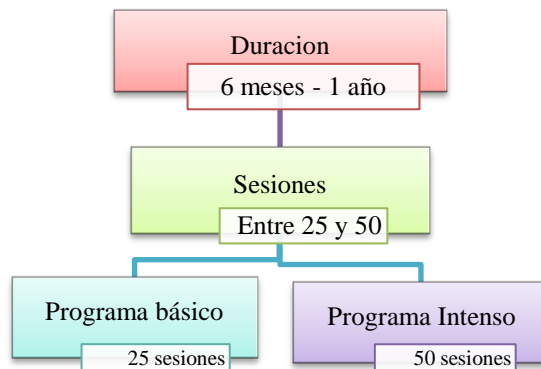 Duracion
6 meses - 1 año
Sesiones
Entre 25 y 50
Programa básico
25 sesiones
Programa Intenso
50 sesiones